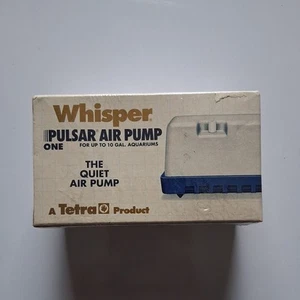 Whisper
PULSAR AIR PUMP
ONE FOR UP TO 10 GAL. AQUARIUMS
THE
QUIET
AIR PUMP
A Tetra Product